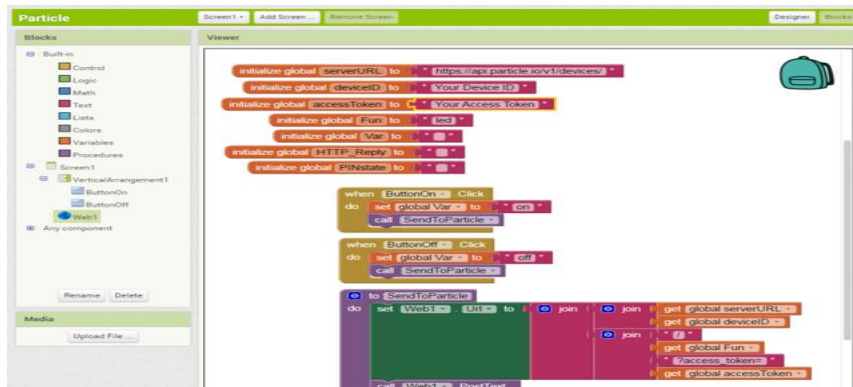 Particle
Screen1
Add Screen ...
Remove Screen
Designer
Blocks
Blocks
Viewer
Built-in
Control
Logic
Math
Text
Lists
Colors
Variables
Procedures
Screen1
VerticalArrangement1
ButtonOn
ButtonOff
Web1
Any component
Rename Delete
Media
Upload File ...
initialize global serverURL to " https://api.particle.io/v1/devices/ "
initialize global deviceID to " Your Device ID "
initialize global accessToken to " Your Access Token "
initialize global Fun to " led "
initialize global Var to " "
initialize global HTTP_Reply to " "
initialize global PINstate to " "
when ButtonOn Click
do set global Var to " on "
call SendToParticle
when ButtonOff Click
do set global Var to " off "
call SendToParticle
to SendToParticle
do set Web1 . Url to join join get global serverURL
get global deviceID
join " / "
get global Fun
" ?access_token= "
get global accessToken
call Web1 .PostText